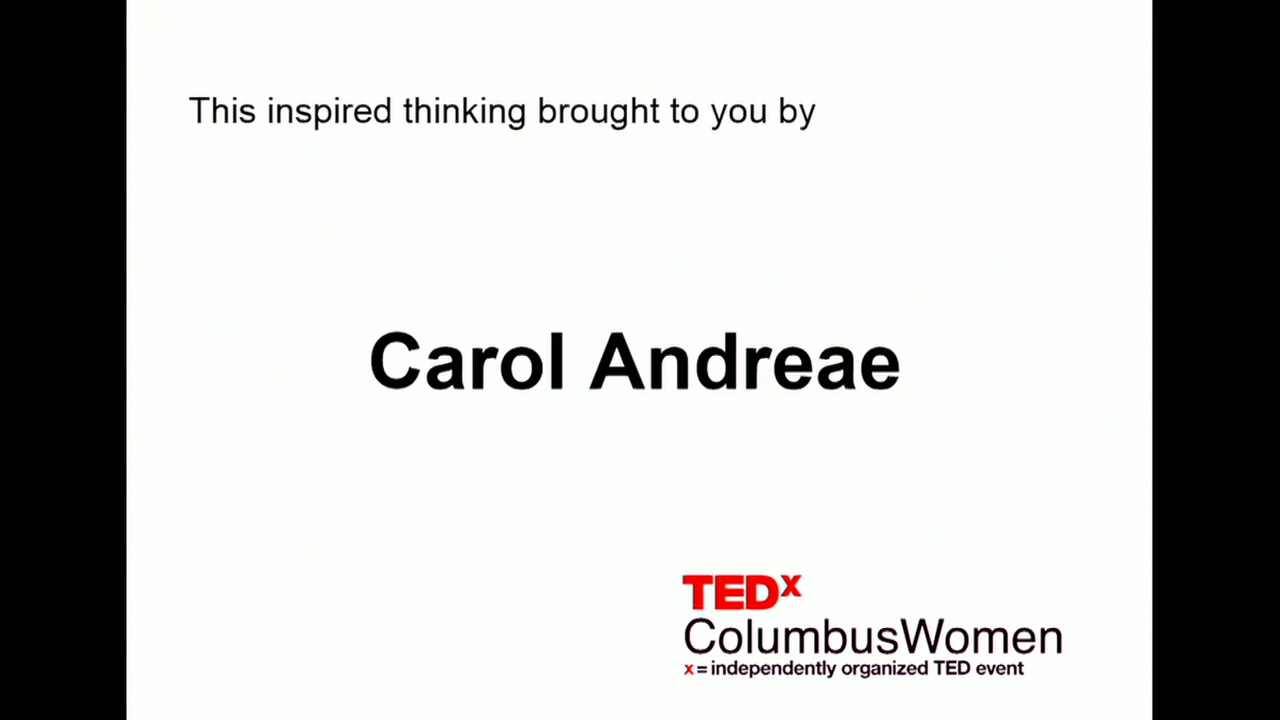 This inspired thinking brought to you by
Carol Andreae
TEDx
ColumbusWomen
x = independently organized TED event